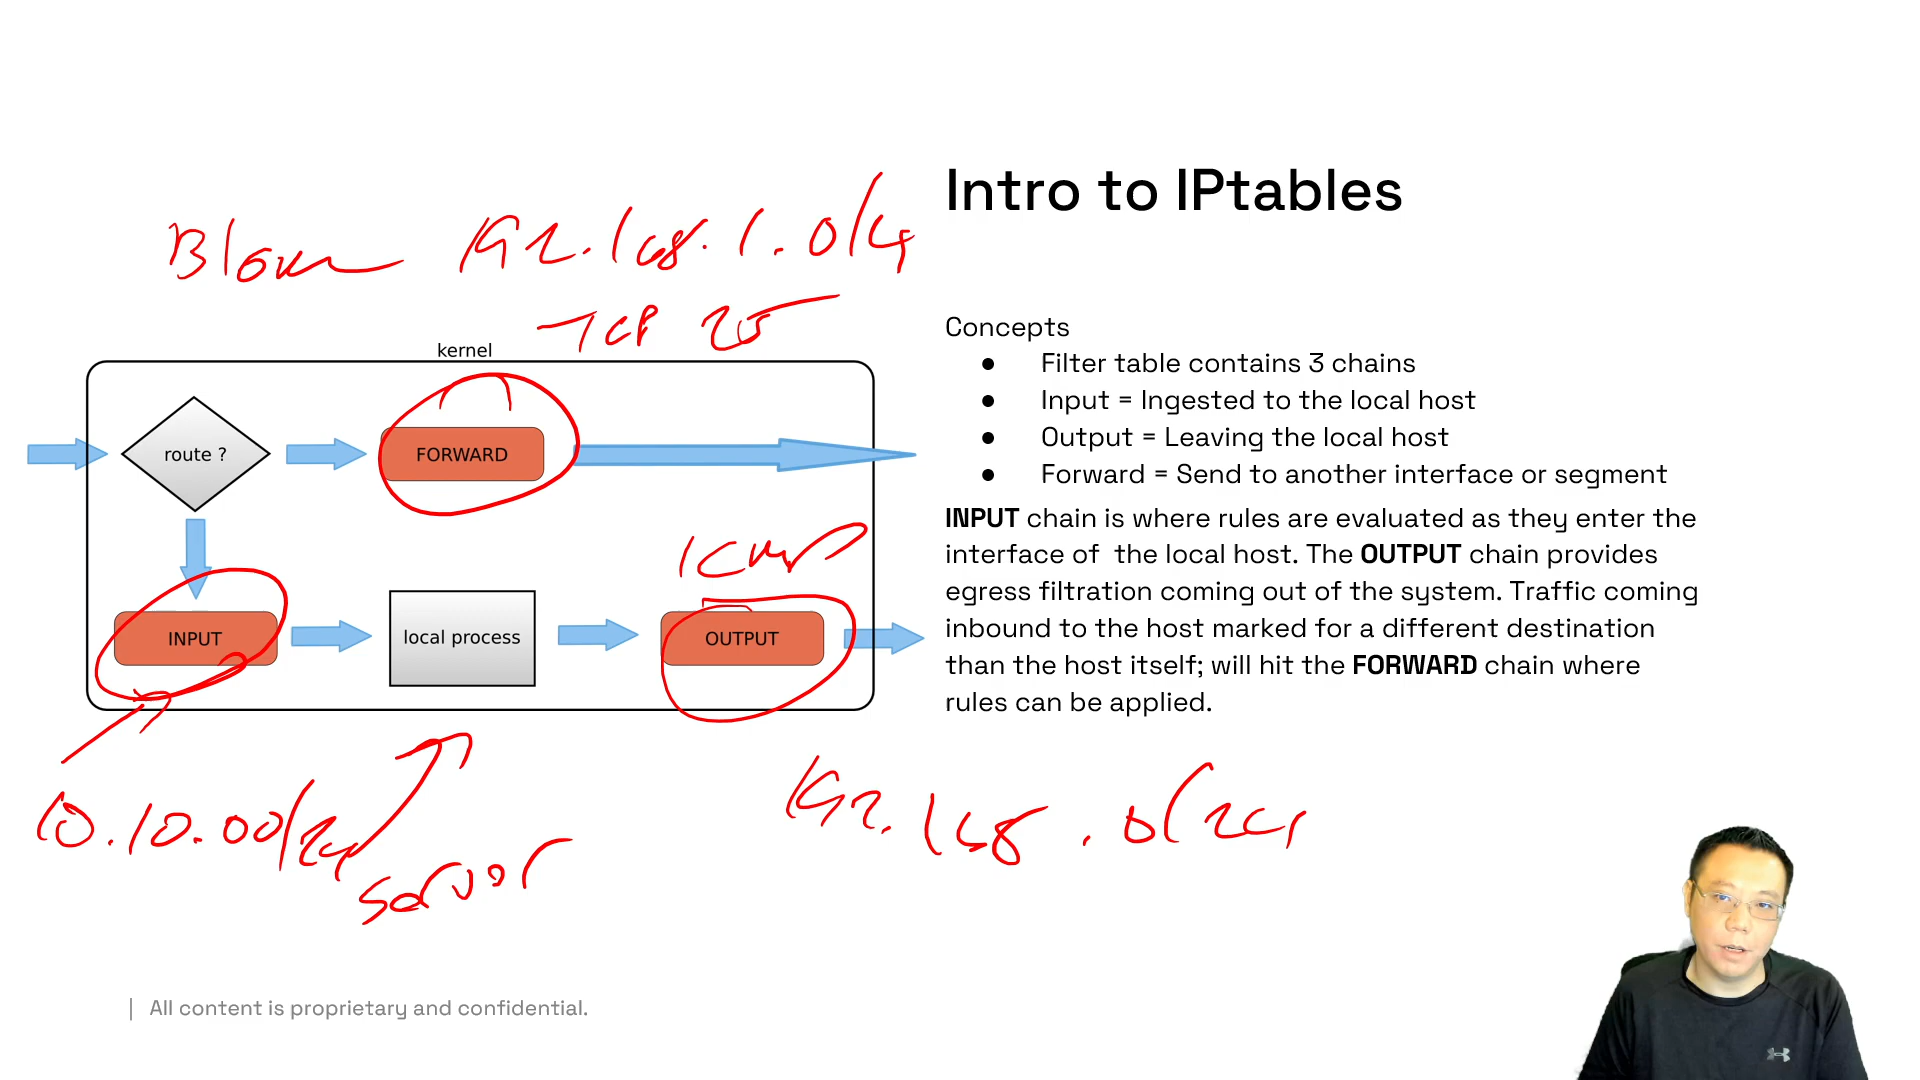 Intro to IPtables
192.168.1.0/24
TCP 25
kernel
route ?
FORWARD
ICMP
INPUT
local process
OUTPUT
10.10.00/24
server
192.168.0/24
Concepts
● Filter table contains 3 chains
● Input = Ingested to the local host
● Output = Leaving the local host
● Forward = Send to another interface or segment
INPUT chain is where rules are evaluated as they enter the
interface of the local host. The OUTPUT chain provides
egress filtration coming out of the system. Traffic coming
inbound to the host marked for a different destination
than the host itself; will hit the FORWARD chain where
rules can be applied.
| All content is proprietary and confidential.